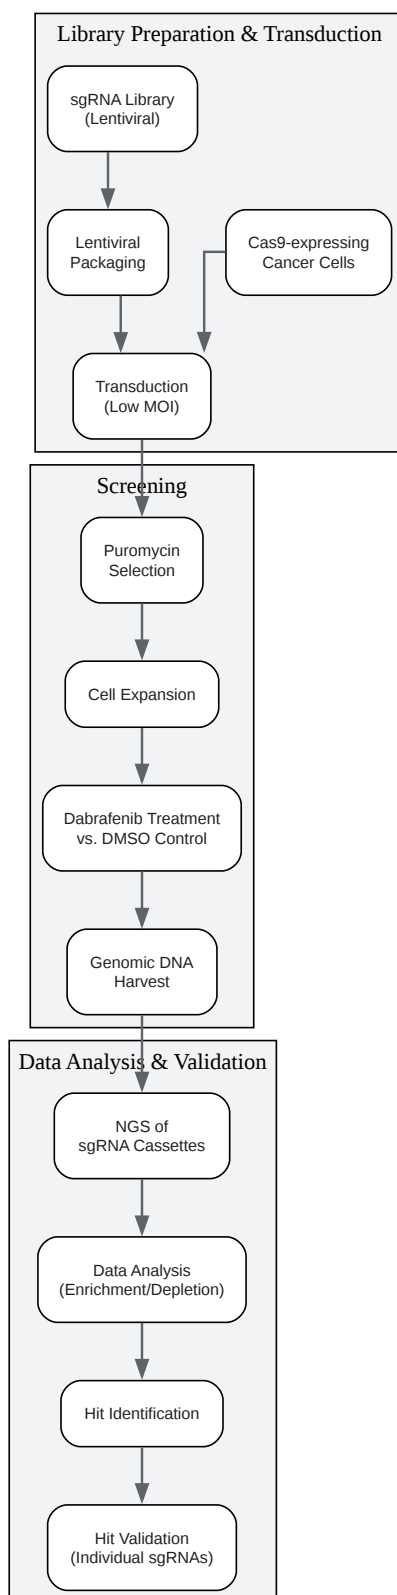 Library Preparation & Transduction
sgRNA Library
(Lentiviral)
Lentiviral
Packaging
Cas9-expressing
Cancer Cells
Transduction
(Low MOI)
Screening
Puromycin
Selection
Cell Expansion
Dabrafenib Treatment
vs. DMSO Control
Genomic DNA
Harvest
Data Analysis & Validation
NGS of
sgRNA Cassettes
Data Analysis
(Enrichment/Depletion)
Hit Identification
Hit Validation
(Individual sgRNAs)